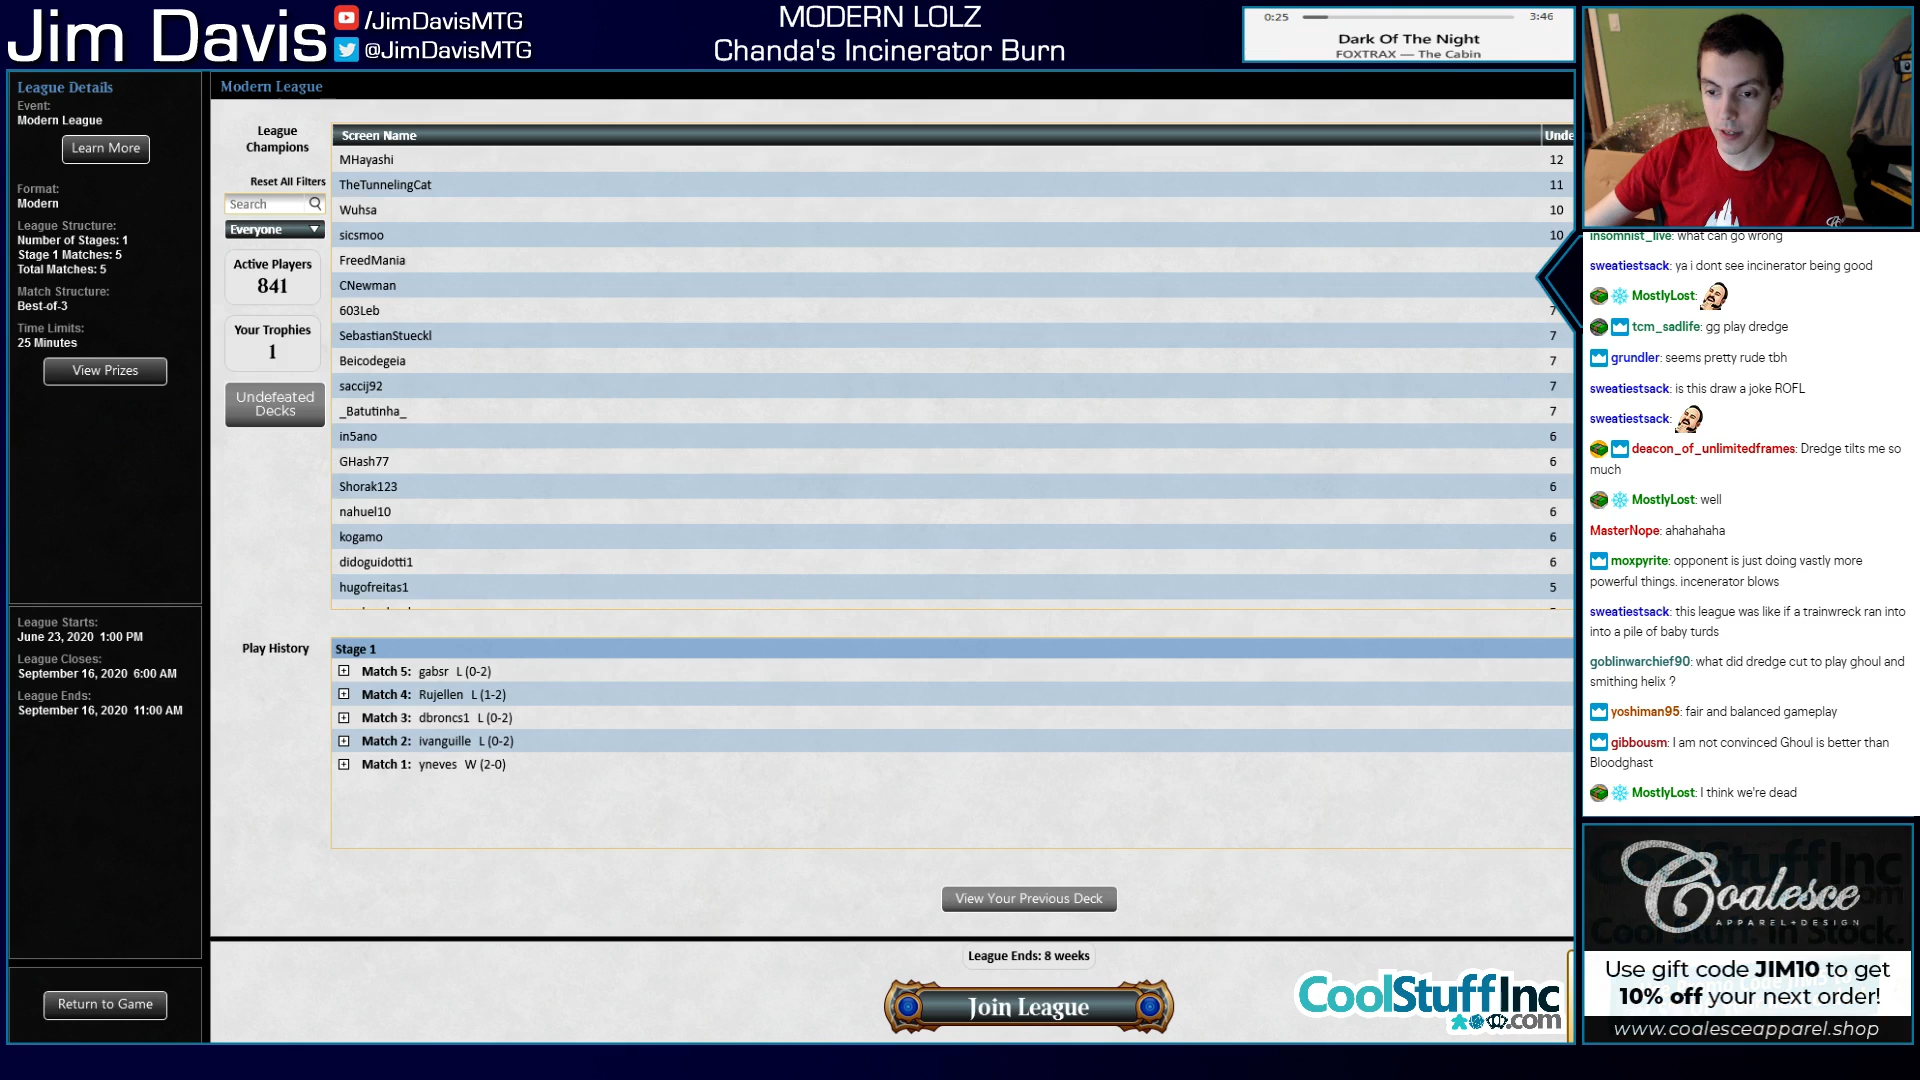 Jim Davis
/JimDavisMTG
@JimDavisMTG
MODERN LOLZ
Chanda's Incinerator Burn
0:25
3:46
Dark Of The Night
FOXTRAX — The Cabin
League Details
Event:
Modern League
Learn More
Format:
Modern
League Structure:
Number of Stages: 1
Stage 1 Matches: 5
Total Matches: 5
Match Structure:
Best-of-3
Time Limits:
25 Minutes
View Prizes
League Starts:
June 23, 2020 1:00 PM
League Closes:
September 16, 2020 6:00 AM
League Ends:
September 16, 2020 11:00 AM
Return to Game
Modern League
League
Champions
Reset All Filters
Search
Everyone
Active Players
841
Your Trophies
1
Undefeated
Decks
Screen Name Unde
MHayashi 12
TheTunnelingCat 11
Wuhsa 10
sicsmoo 10
FreedMania
CNewman
603Leb 7
SebastianStueckl 7
Beicodegeia 7
saccij92 7
_Batutinha_ 7
in5ano 6
GHash77 6
Shorak123 6
nahuel10 6
kogamo 6
didoguidotti1 6
hugofreitas1 5
Play History
Stage 1
Match 5: gabsr L (0-2)
Match 4: Rujellen L (1-2)
Match 3: dbroncs1 L (0-2)
Match 2: ivanguille L (0-2)
Match 1: yneves W (2-0)
View Your Previous Deck
League Ends: 8 weeks
Join League
CoolStuffInc
.com
insomnist_live: what can go wrong
sweatiestsack: ya i dont see incinerator being good
MostlyLost:
tcm_sadlife: gg play dredge
grundler: seems pretty rude tbh
sweatiestsack: is this draw a joke ROFL
sweatiestsack:
deacon_of_unlimitedframes: Dredge tilts me so
much
MostlyLost: well
MasterNope: ahahahaha
moxpyrite: opponent is just doing vastly more
powerful things. incenerator blows
sweatiestsack: this league was like if a trainwreck ran into
into a pile of baby turds
goblinwarchief90: what did dredge cut to play ghoul and
smithing helix ?
yoshiman95: fair and balanced gameplay
gibbousm: I am not convinced Ghoul is better than
Bloodghast
MostlyLost: I think we're dead
Coalesce
APPAREL+DESIGN
CoolStuffInc
.com
Cool Stuff. In Stock.
Use gift code JIM10 to get
10% off your next order!
www.coalesceapparel.shop